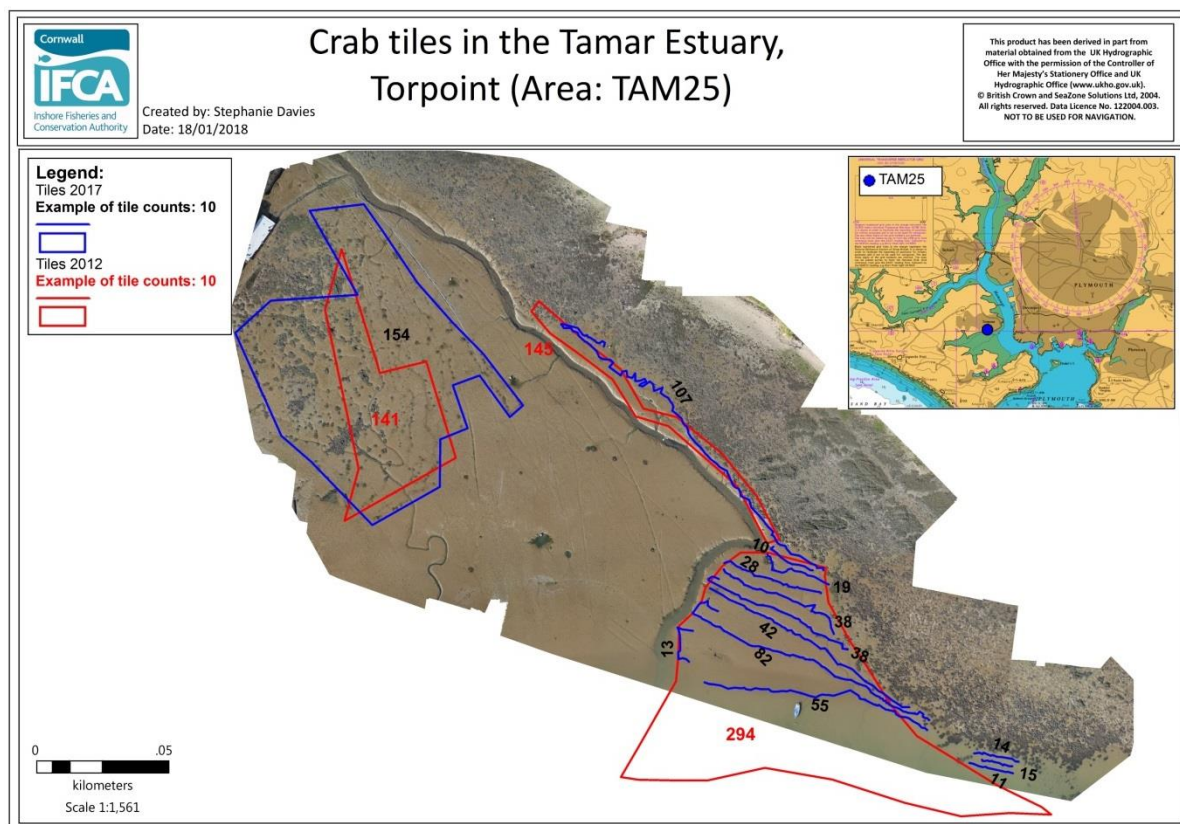 Cornwall
IFCA
Inshore Fisheries and
Conservation Authority
Created by: Stephanie Davies
Date: 18/01/2018
Crab tiles in the Tamar Estuary,
Torpoint (Area: TAM25)
This product has been derived in part from
material obtained from the UK Hydrographic
Office with the permission of the Controller of
Her Majesty's Stationery Office and UK
Hydrographic Office (www.ukho.gov.uk).
© British Crown and SeaZone Solutions Ltd, 2004.
All rights reserved. Data Licence No. 122004.003.
NOT TO BE USED FOR NAVIGATION.
Legend:
Tiles 2017
Example of tile counts: 10
Tiles 2012
Example of tile counts: 10
TAM25
PLYMOUTH
PLYMOUTH
154
141
145
107
10
28
19
38
42
38
82
13
55
294
14
15
11
0 .05
kilometers
Scale 1:1,561